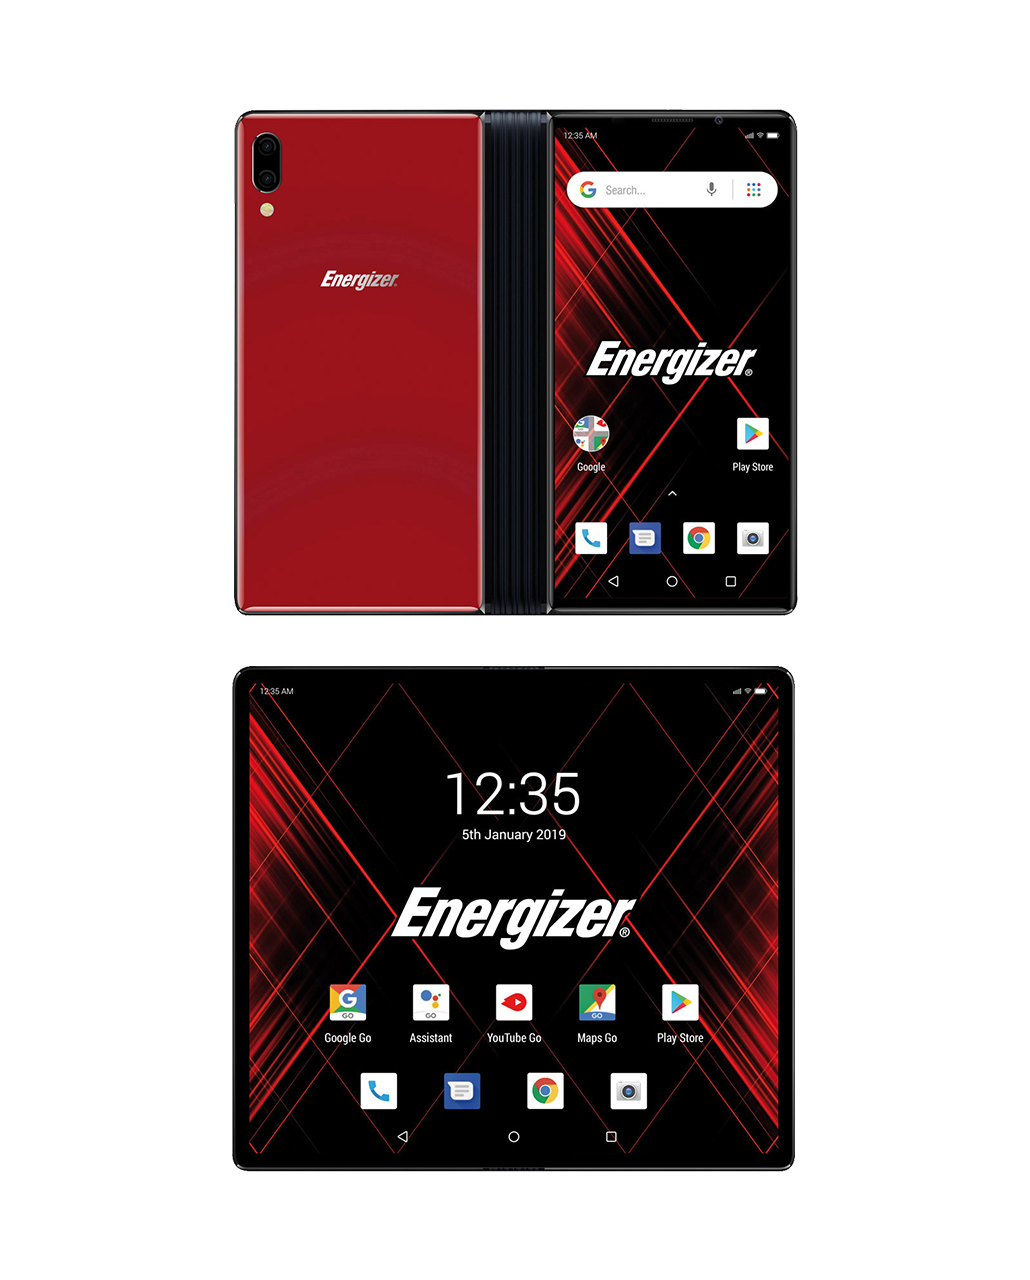 12:35 AM
Search...
Energizer.
Energizer®
Google
Play Store
12:35 AM
12:35
5th January 2019
Energizer®
GO
GO
GO
Google Go
Assistant
YouTube Go
Maps Go
Play Store